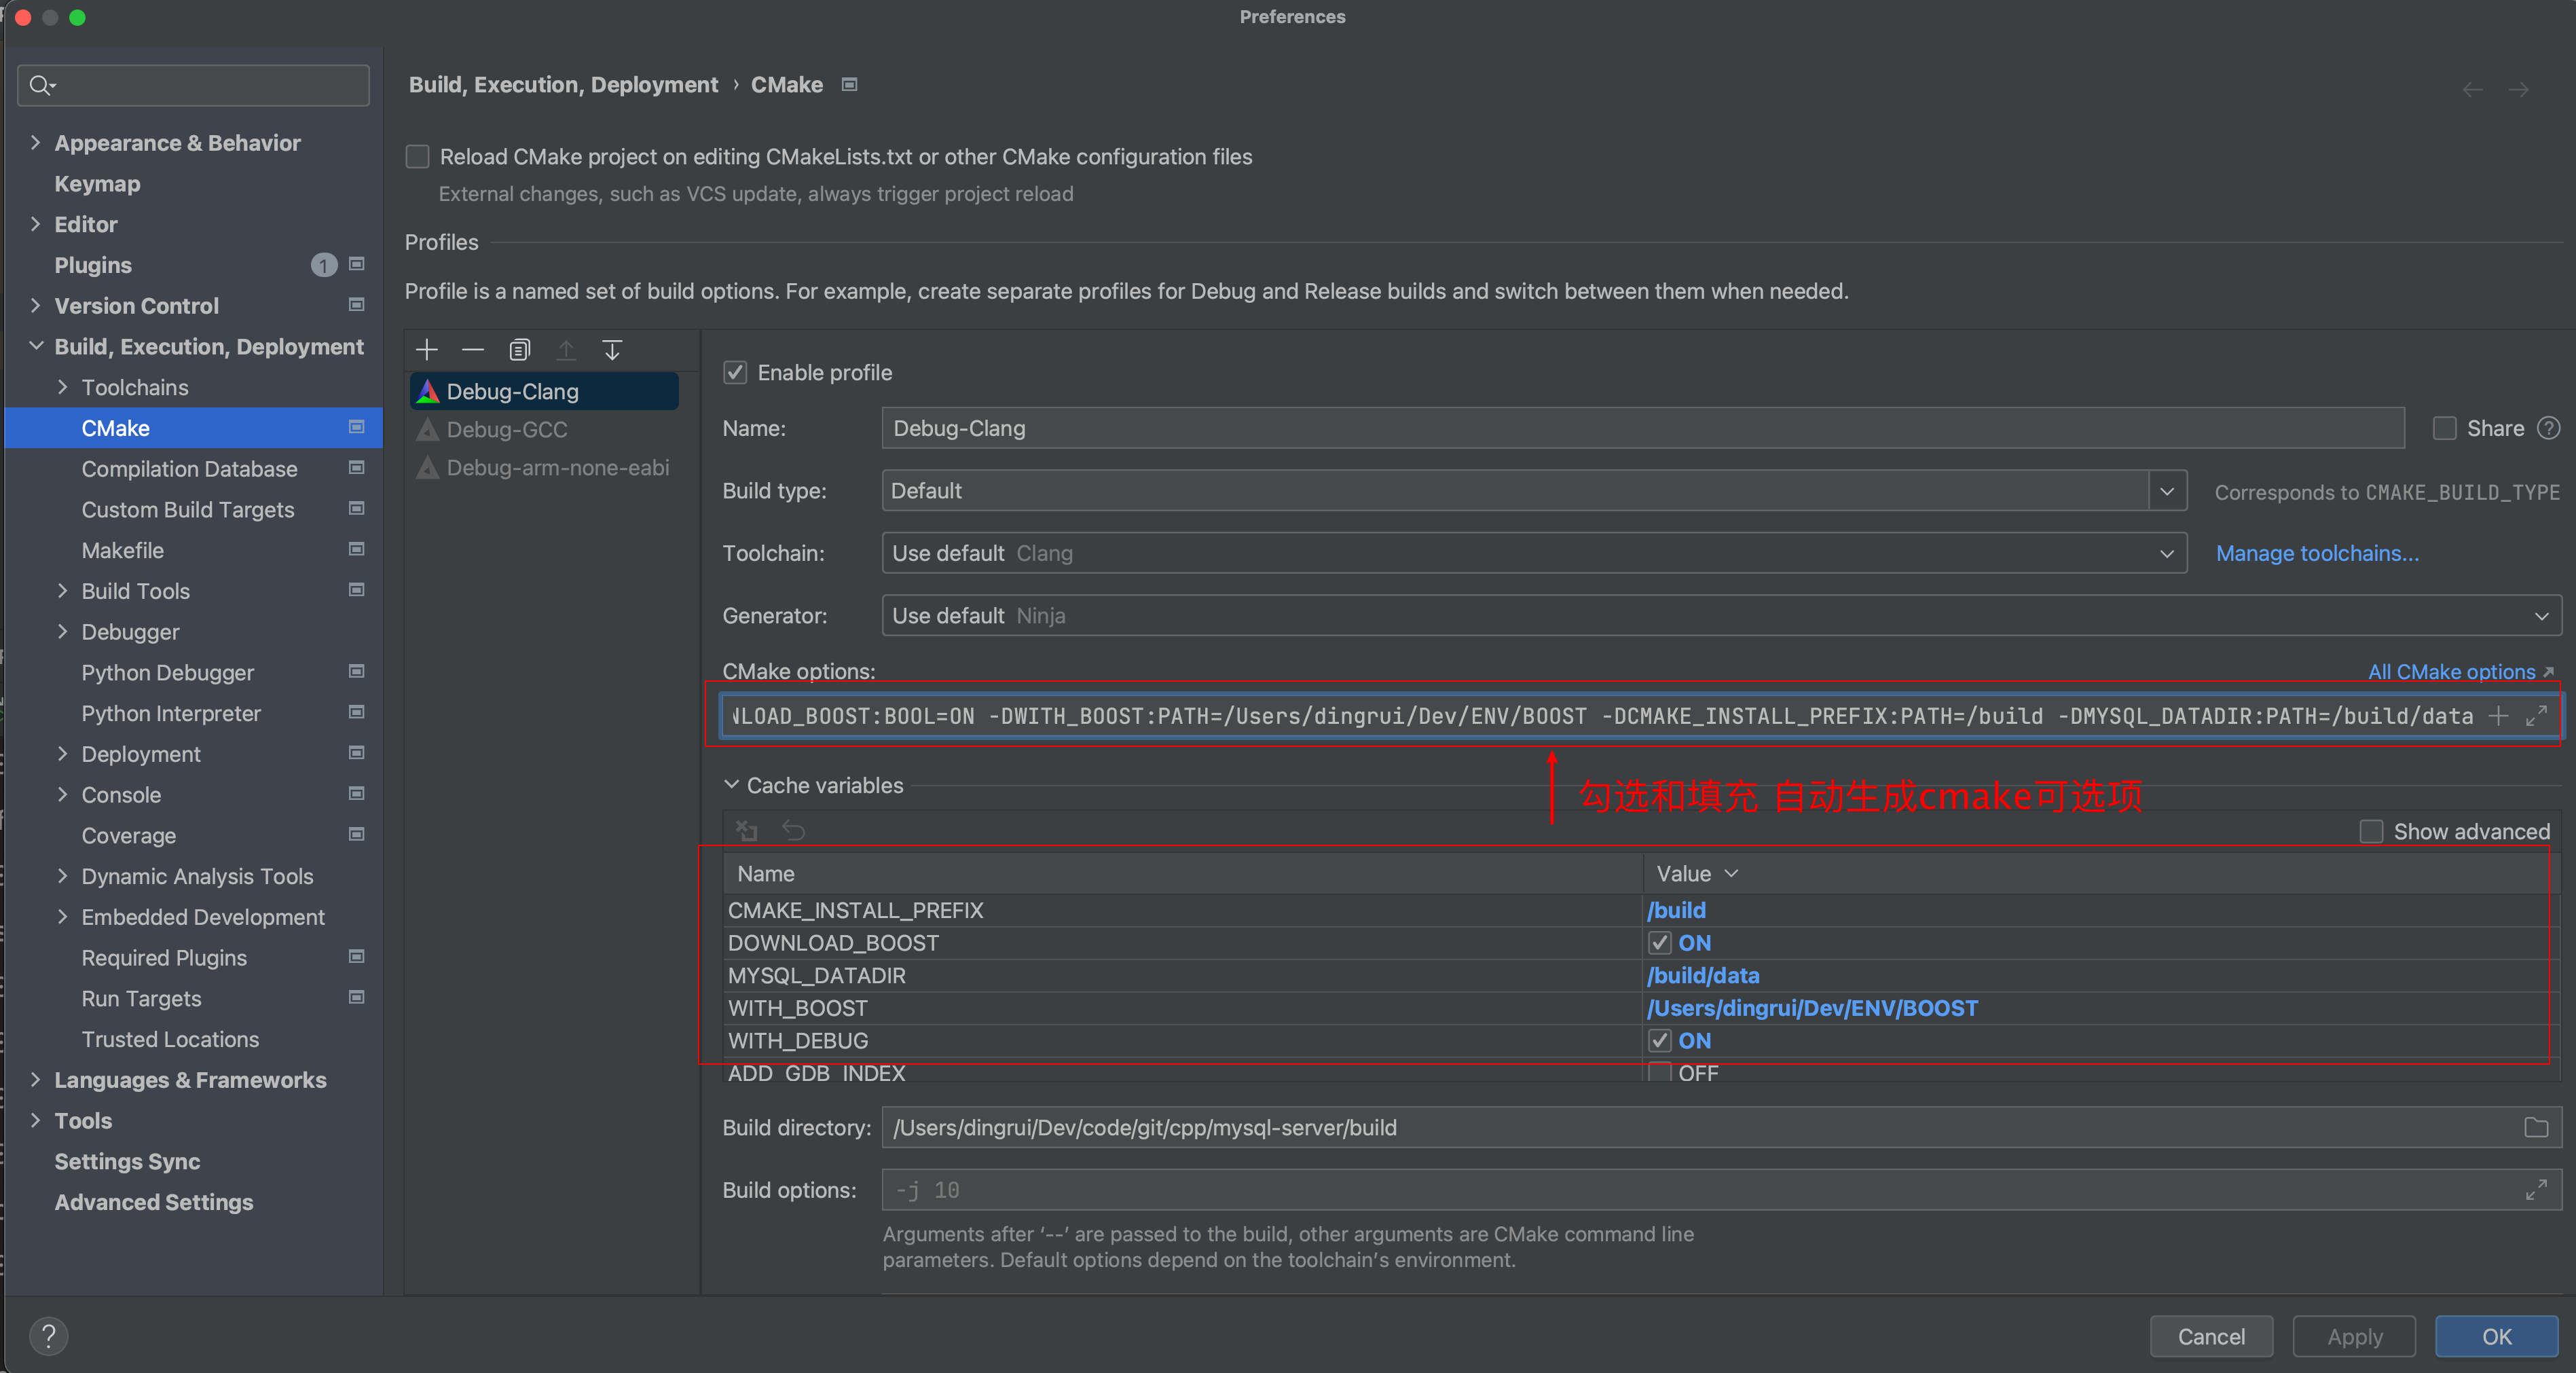 Preferences
Build, Execution, Deployment › CMake
Appearance & Behavior
Keymap
Editor
Plugins 1
Version Control
Build, Execution, Deployment
Toolchains
CMake
Compilation Database
Custom Build Targets
Makefile
Build Tools
Debugger
Python Debugger
Python Interpreter
Deployment
Console
Coverage
Dynamic Analysis Tools
Embedded Development
Required Plugins
Run Targets
Trusted Locations
Languages & Frameworks
Tools
Settings Sync
Advanced Settings
Reload CMake project on editing CMakeLists.txt or other CMake configuration files
External changes, such as VCS update, always trigger project reload
Profiles
Profile is a named set of build options. For example, create separate profiles for Debug and Release builds and switch between them when needed.
Debug-Clang
Debug-GCC
Debug-arm-none-eabi
Enable profile
Name: Debug-Clang Share ?
Build type: Default Corresponds to CMAKE_BUILD_TYPE
Toolchain: Use default Clang Manage toolchains...
Generator: Use default Ninja
CMake options: All CMake options
NLOAD_BOOST:BOOL=ON -DWITH_BOOST:PATH=/Users/dingrui/Dev/ENV/BOOST -DCMAKE_INSTALL_PREFIX:PATH=/build -DMYSQL_DATADIR:PATH=/build/data
Cache variables
勾选和填充 自动生成cmake可选项
Show advanced
Name Value
CMAKE_INSTALL_PREFIX /build
DOWNLOAD_BOOST ON
MYSQL_DATADIR /build/data
WITH_BOOST /Users/dingrui/Dev/ENV/BOOST
WITH_DEBUG ON
ADD_GDB_INDEX OFF
Build directory: /Users/dingrui/Dev/code/git/cpp/mysql-server/build
Build options: -j 10
Arguments after ‘--’ are passed to the build, other arguments are CMake command line
parameters. Default options depend on the toolchain’s environment.
? Cancel Apply OK